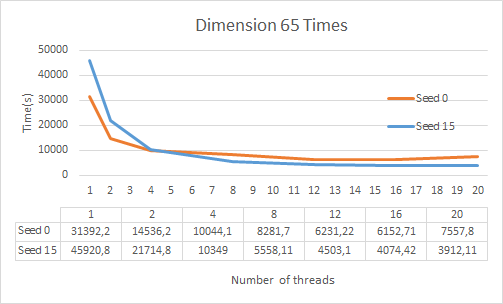 Dimension 65 Times
50000
40000
30000
20000
10000
0
Time(s)
Seed 0
Seed 15
1 2 3 4 5 6 7 8 9 10 11 12 13 14 15 16 17 18 19 20
1 2 4 8 12 16 20
Seed 0 31392,2 14536,2 10044,1 8281,7 6231,22 6152,71 7557,8
Seed 15 45920,8 21714,8 10349 5558,11 4503,1 4074,42 3912,11
Number of threads